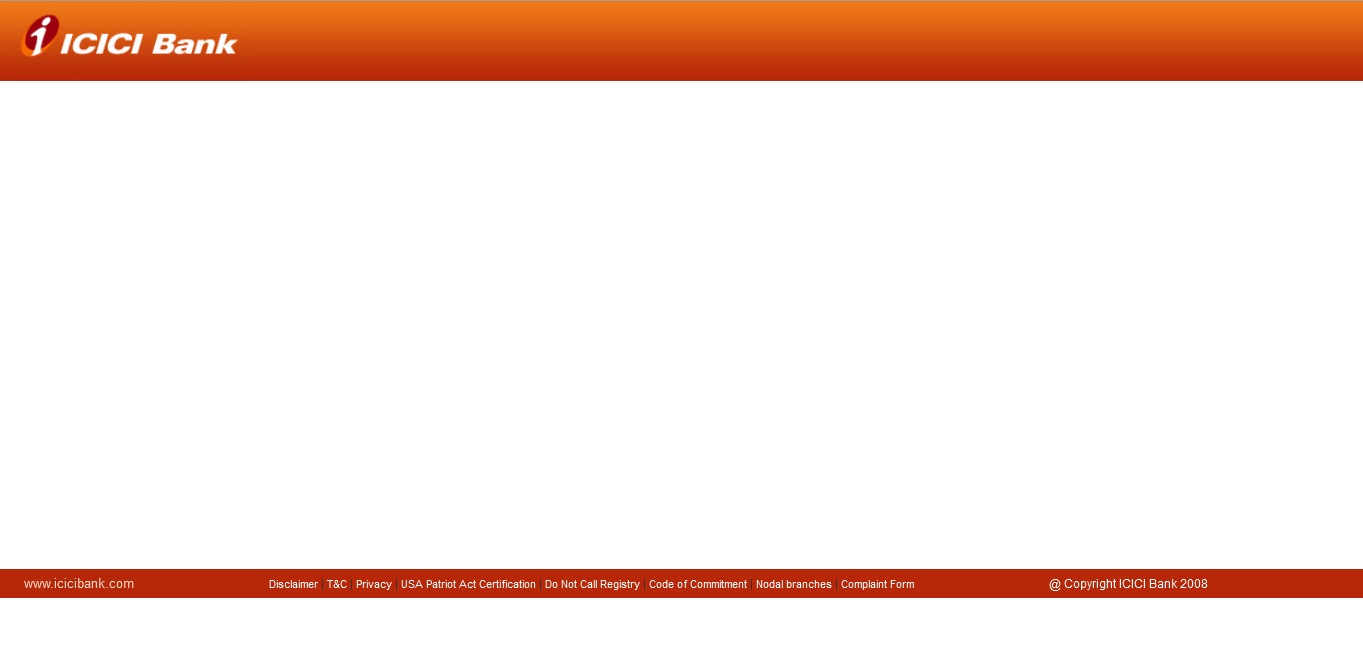 i ICICI Bank
www.icicibank.com Disclaimer | T&C | Privacy | USA Patriot Act Certification | Do Not Call Registry | Code of Commitment | Nodal branches | Complaint Form @ Copyright ICICI Bank 2008